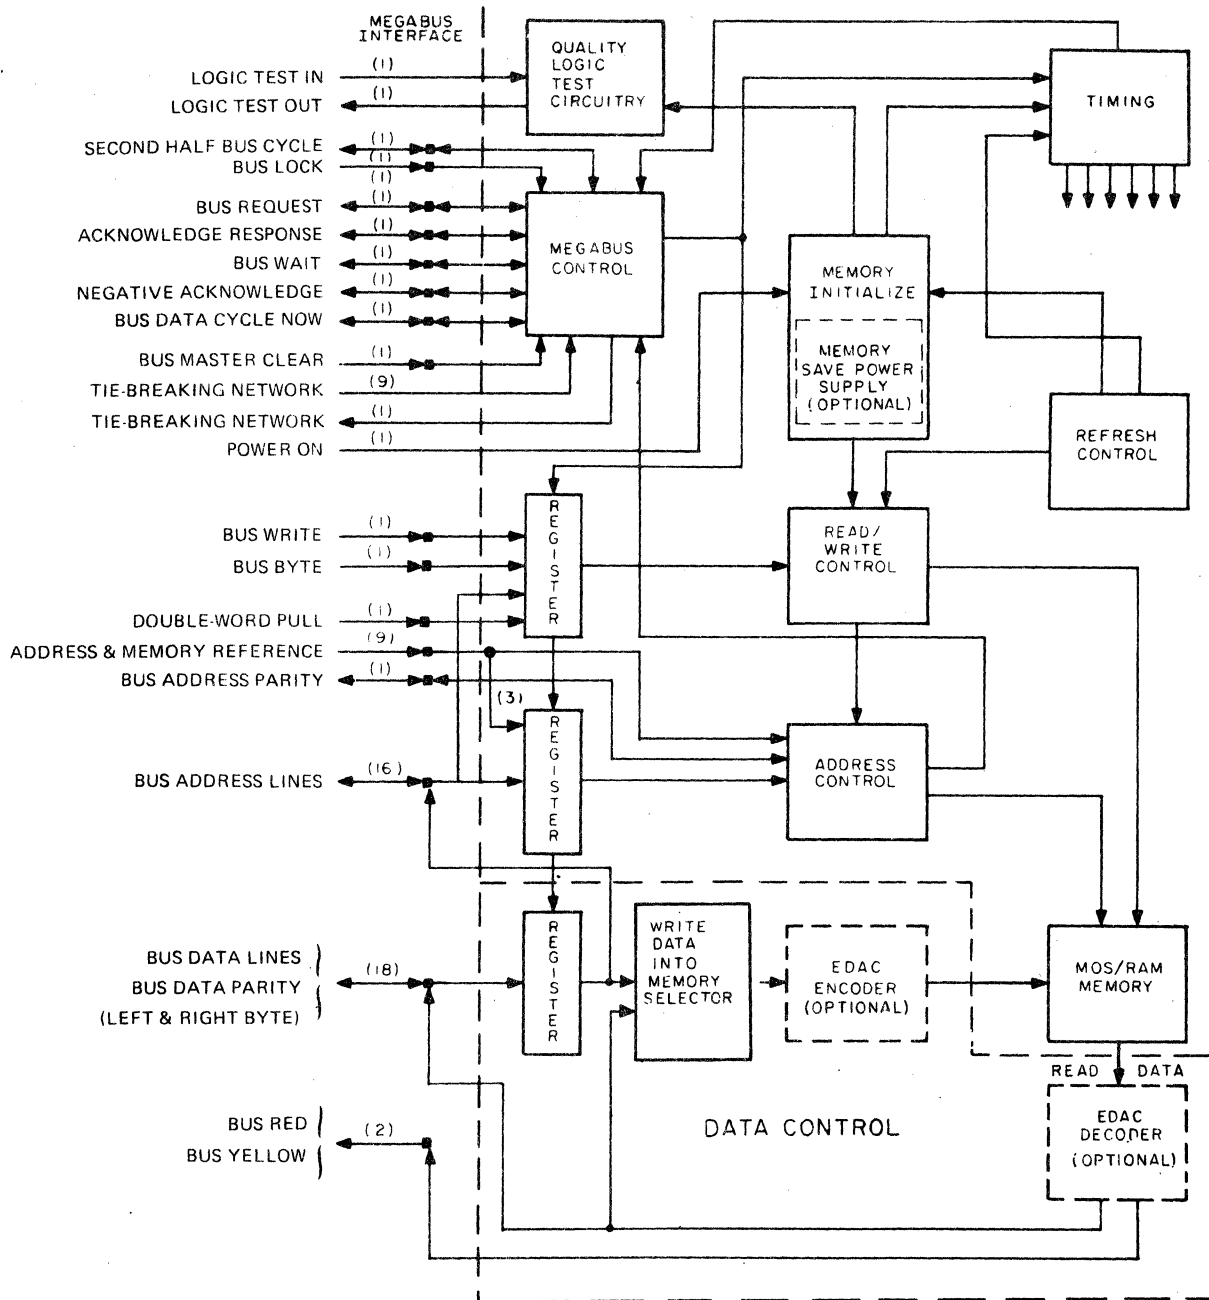 MEGABUS
INTERFACE
LOGIC TEST IN (1)
LOGIC TEST OUT (1)
SECOND HALF BUS CYCLE (1)
BUS LOCK (1)
(1)
BUS REQUEST (1)
ACKNOWLEDGE RESPONSE (1)
BUS WAIT (1)
NEGATIVE ACKNOWLEDGE (1)
BUS DATA CYCLE NOW (1)
BUS MASTER CLEAR (1)
TIE-BREAKING NETWORK (9)
TIE-BREAKING NETWORK (1)
POWER ON (1)
BUS WRITE (1)
BUS BYTE (1)
DOUBLE-WORD PULL (1)
ADDRESS & MEMORY REFERENCE (9)
BUS ADDRESS PARITY (1)
(3)
BUS ADDRESS LINES (16)
BUS DATA LINES
BUS DATA PARITY (18)
(LEFT & RIGHT BYTE)
BUS RED
(2)
BUS YELLOW
QUALITY
LOGIC
TEST
CIRCUITRY
MEGABUS
CONTROL
TIMING
MEMORY
INITIALIZE
MEMORY
SAVE POWER
SUPPLY
(OPTIONAL)
REFRESH
CONTROL
REGISTER
READ/
WRITE
CONTROL
REGISTER
ADDRESS
CONTROL
REGISTER
WRITE
DATA
INTO
MEMORY
SELECTOR
EDAC
ENCODER
(OPTIONAL)
MOS/RAM
MEMORY
READ DATA
EDAC
DECODER
(OPTIONAL)
DATA CONTROL